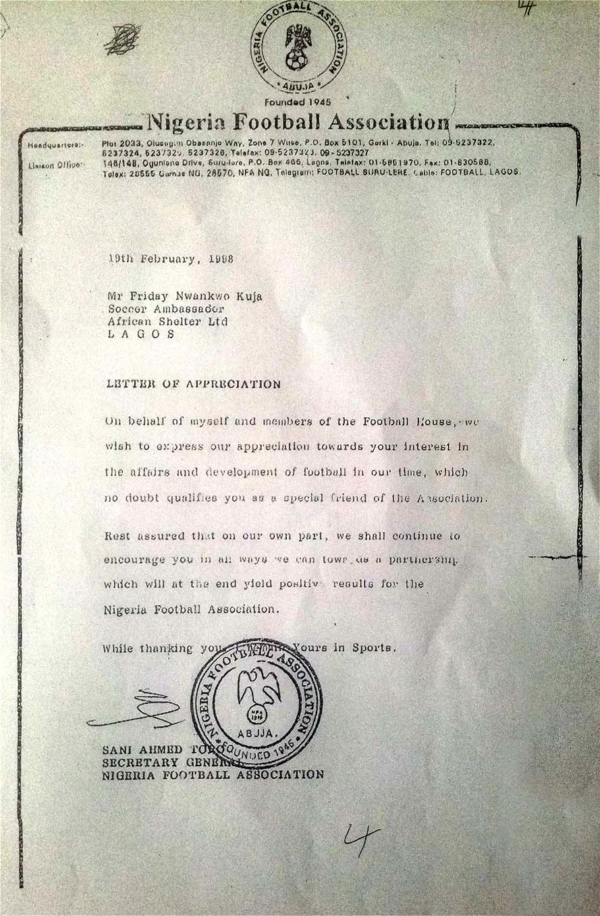 4
NIGERIA FOOTBALL ASSOCIATION
ABUJA
Founded 1945
Nigeria Football Association
Headquarters:- Plot 2033, Olusegun Obasanjo Way, Zone 7 Wuse, P.O. Box 5101, Garki - Abuja. Tel: 09-5237322,
5237324, 5237325, 5237326, Telefax: 09-5237323, 09-5237327
Liaison Office:- 148/148, Ogunlana Drive, Surulere, P.O. Box 466, Lagos, Telefax: 01-5851970, Fax: 01-830588,
Telex: 26570, NFA NG, Telegram: FOOTBALL SURU-LERE, Cable: FOOTBALL, LAGOS.
19th February, 1998
Mr Friday Nwankwo Kuja
Soccer Ambassador
African Shelter Ltd
L A G O S
LETTER OF APPRECIATION
On behalf of myself and members of the Football House, we
wish to express our appreciation towards your interest in
the affairs and development of football in our time, which
no doubt qualifies you as a special friend of the Association.
Rest assured that on our own part, we shall continue to
encourage you in all ways we can towards a partnership
which will at the end yield positive results for the
Nigeria Football Association.
While thanking you, Yours in Sports.
NIGERIA FOOTBALL ASSOCIATION
NFA
1945
ABUJA.
FOUNDED 1945
SANI AHMED TORO
SECRETARY GENERAL
NIGERIA FOOTBALL ASSOCIATION
4